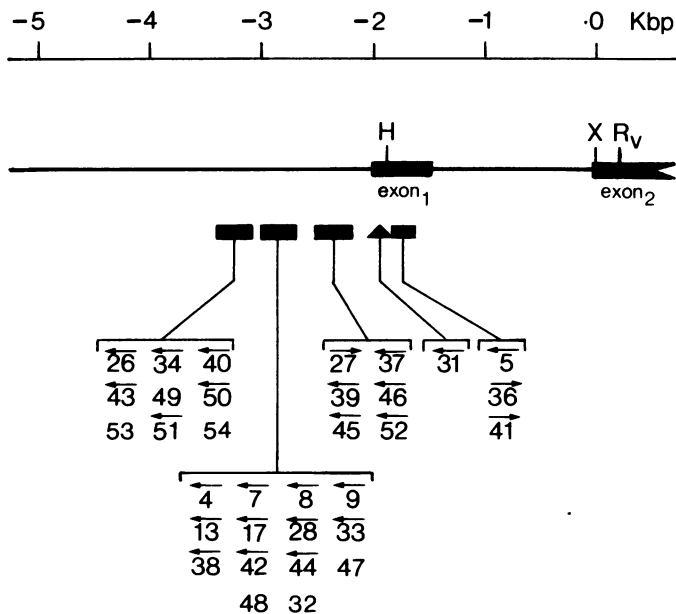 -5 -4 -3 -2 -1 ·0 Kbp
H X Rv
exon1 exon2
26 34 40 27 37 31 5
43 49 50 39 46 36
53 51 54 45 52 41
4 7 8 9
13 17 28 33
38 42 44 47
48 32